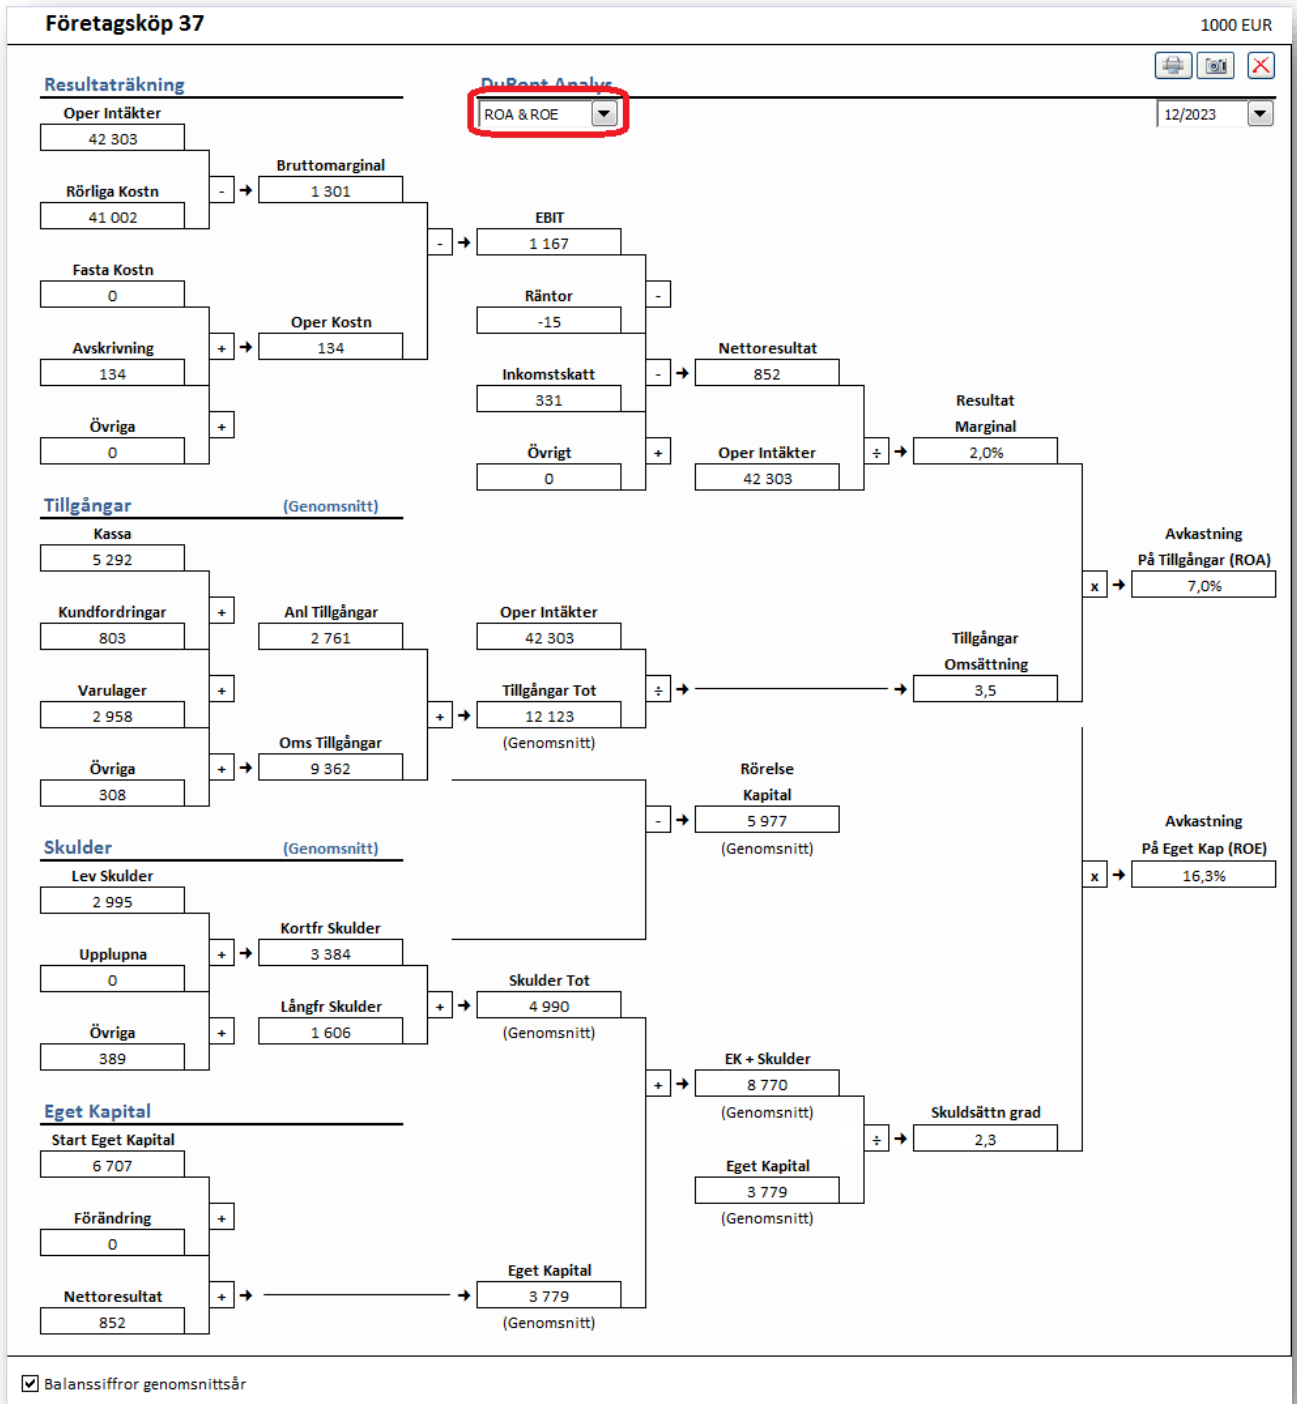 Företagsköp 37
1000 EUR
Resultaträkning
DuPont Analys
ROA & ROE
12/2023
Oper Intäkter
42 303
Rörliga Kostn
41 002
-
Bruttomarginal
1 301
Fasta Kostn
0
Avskrivning
134
+
Oper Kostn
134
Övriga
0
+
-
EBIT
1 167
Räntor
-15
-
Inkomstskatt
331
-
Övrigt
0
+
Nettoresultat
852
Oper Intäkter
42 303
÷
Resultat
Marginal
2,0%
Tillgångar
(Genomsnitt)
Kassa
5 292
Kundfordringar
803
+
Varulager
2 958
+
Övriga
308
+
Anl Tillgångar
2 761
Oms Tillgångar
9 362
+
Oper Intäkter
42 303
Tillgångar Tot
12 123
(Genomsnitt)
÷
Tillgångar
Omsättning
3,5
x
Avkastning
På Tillgångar (ROA)
7,0%
-
Rörelse
Kapital
5 977
(Genomsnitt)
Skulder
(Genomsnitt)
Lev Skulder
2 995
Upplupna
0
+
Övriga
389
+
Kortfr Skulder
3 384
Långfr Skulder
1 606
+
Skulder Tot
4 990
(Genomsnitt)
x
Avkastning
På Eget Kap (ROE)
16,3%
+
EK + Skulder
8 770
(Genomsnitt)
Eget Kapital
3 779
(Genomsnitt)
÷
Skuldsättn grad
2,3
Eget Kapital
Start Eget Kapital
6 707
Förändring
0
+
Nettoresultat
852
+
Eget Kapital
3 779
(Genomsnitt)
Balanssiffror genomsnittsår